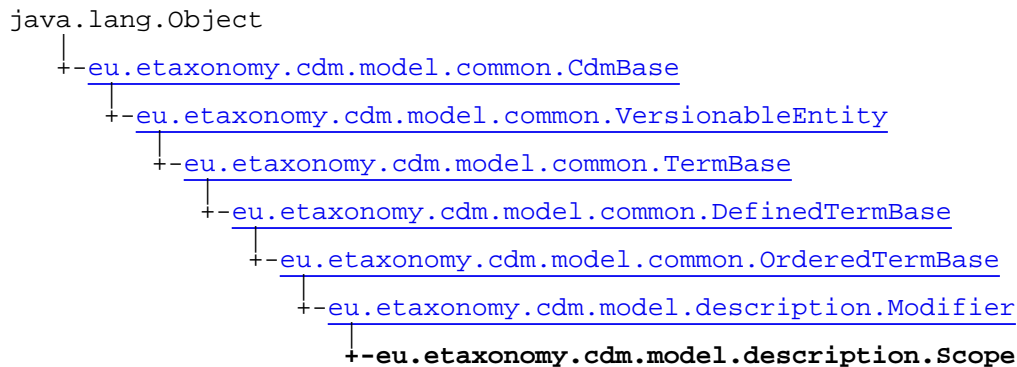 java.lang.Object
+-eu.etaxonomy.cdm.model.common.CdmBase
+-eu.etaxonomy.cdm.model.common.VersionableEntity
+-eu.etaxonomy.cdm.model.common.TermBase
+-eu.etaxonomy.cdm.model.common.DefinedTermBase
+-eu.etaxonomy.cdm.model.common.OrderedTermBase
+-eu.etaxonomy.cdm.model.description.Modifier
+-eu.etaxonomy.cdm.model.description.Scope